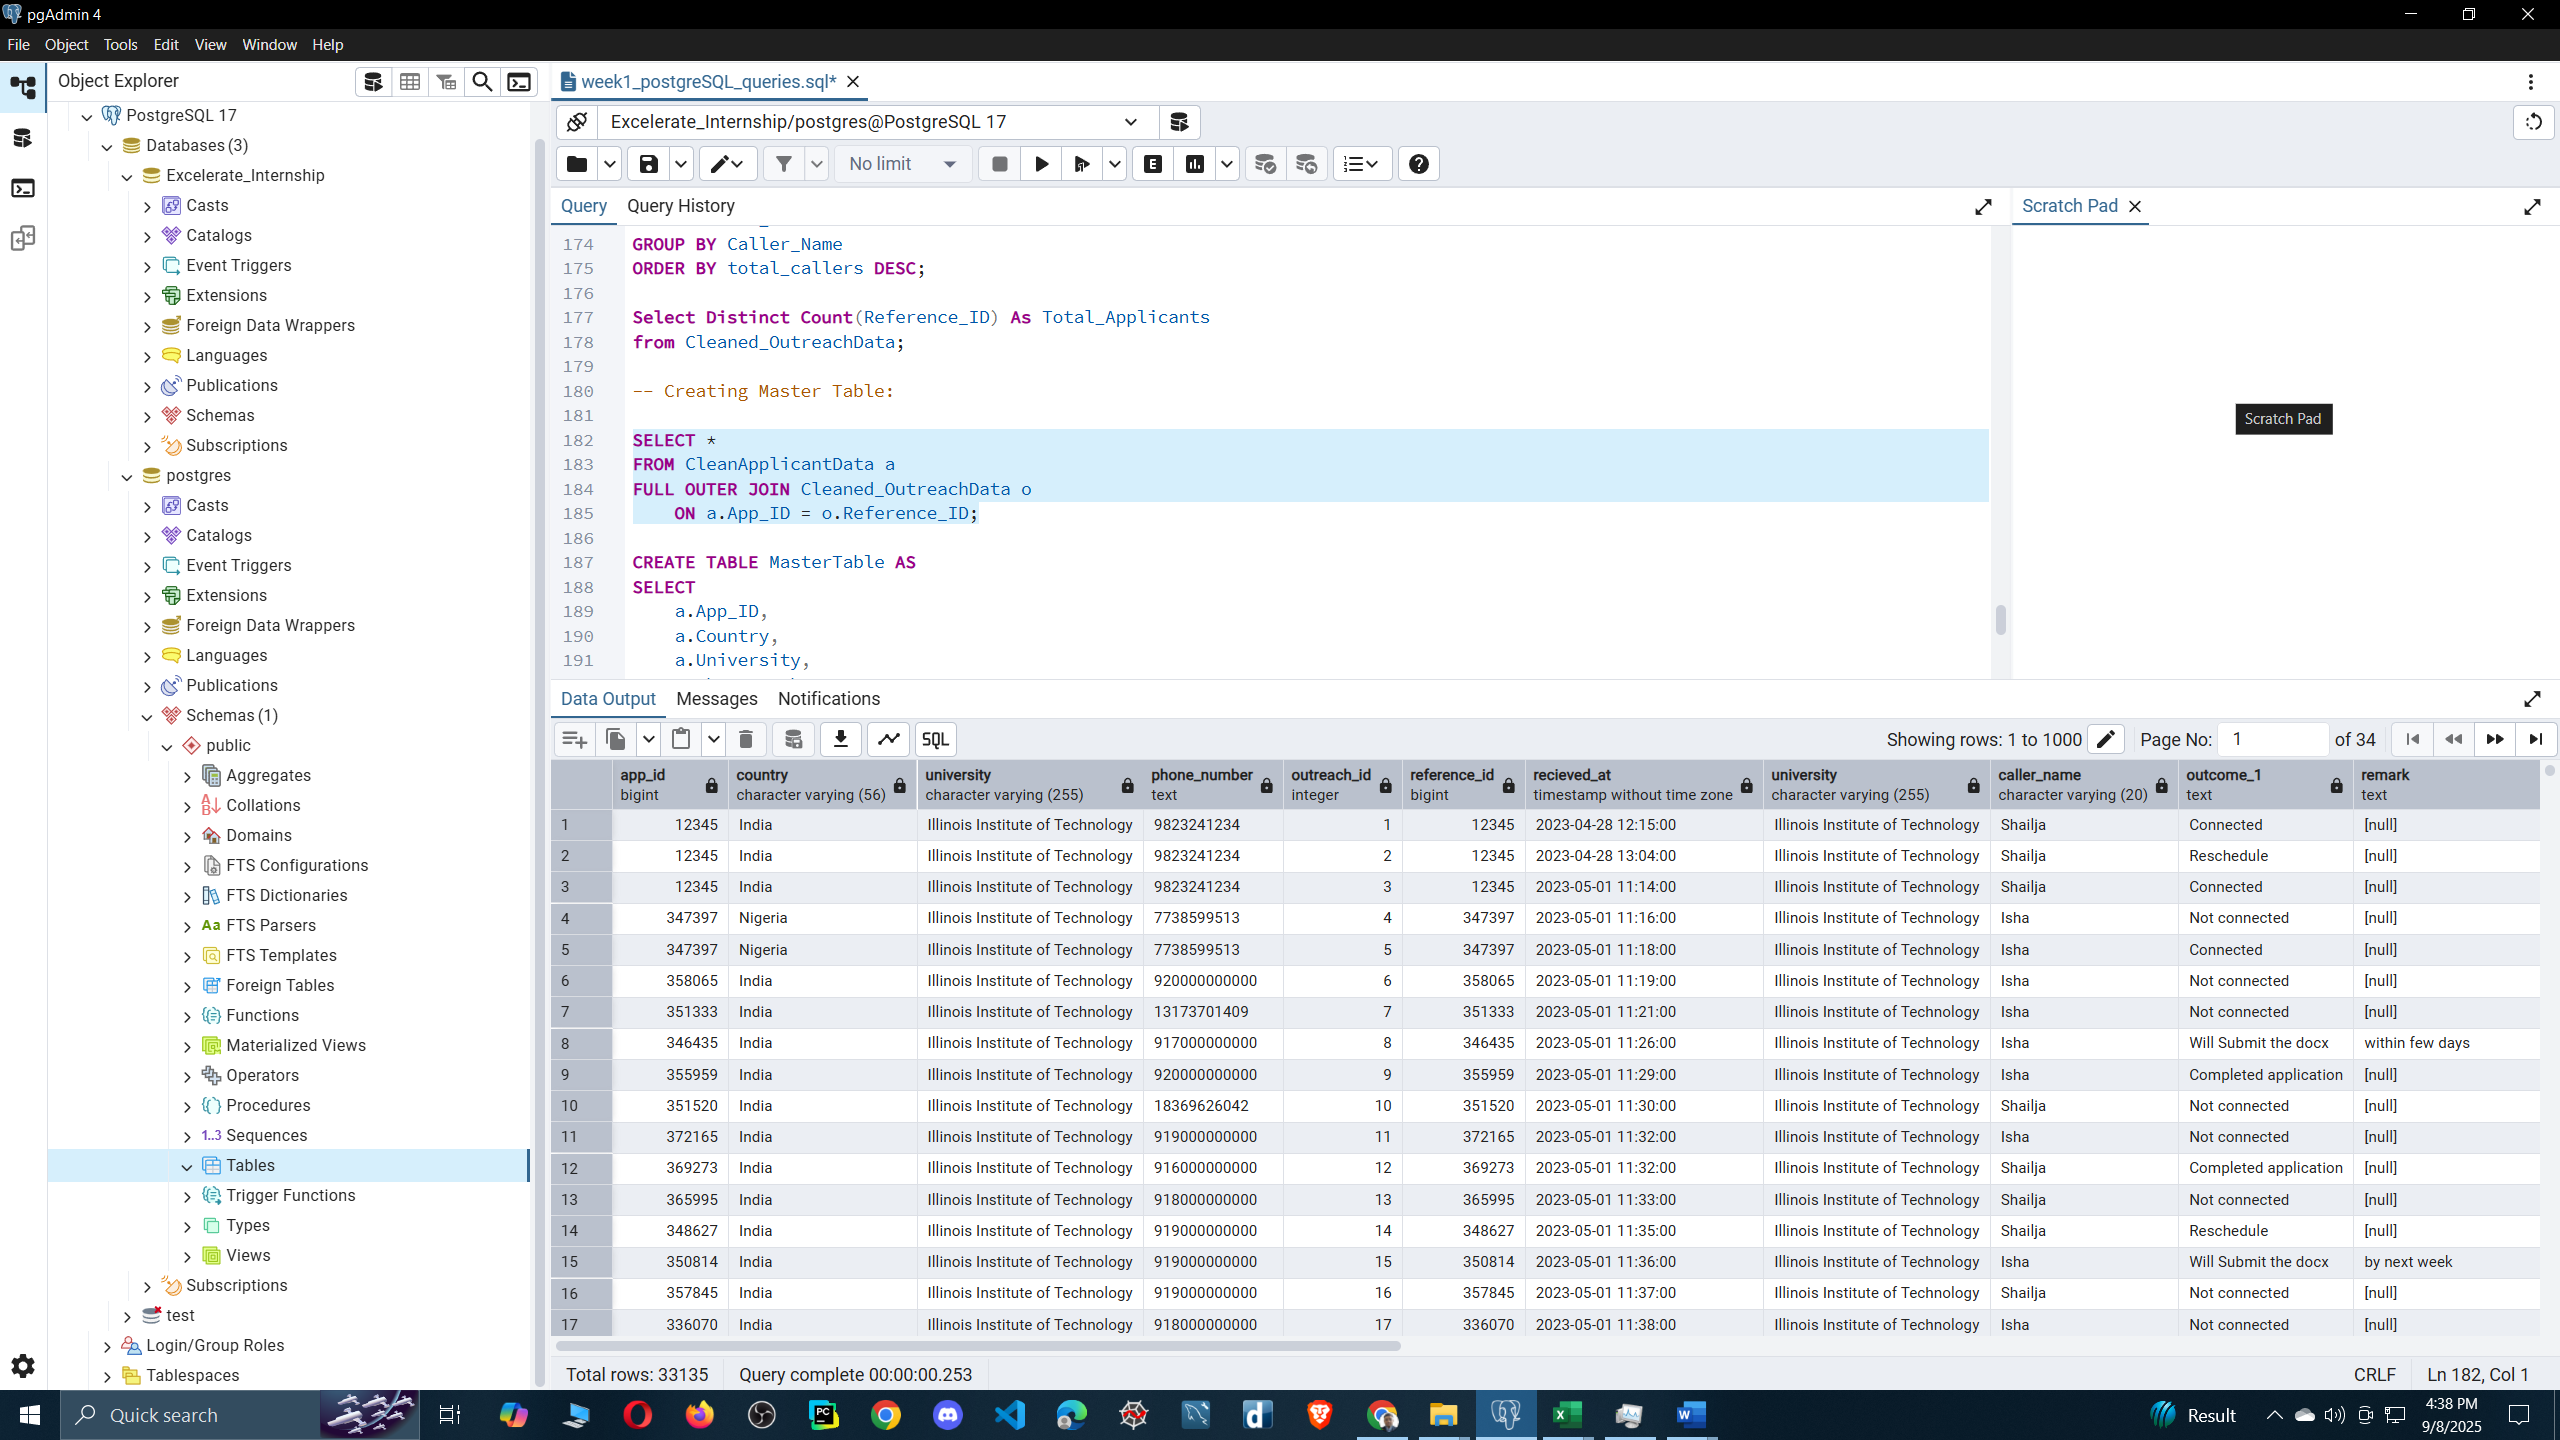 pgAdmin 4
File Object Tools Edit View Window Help
Object Explorer
PostgreSQL 17
Databases (3)
Excelerate_Internship
Casts
Catalogs
Event Triggers
Extensions
Foreign Data Wrappers
Languages
Publications
Schemas
Subscriptions
postgres
Casts
Catalogs
Event Triggers
Extensions
Foreign Data Wrappers
Languages
Publications
Schemas (1)
public
Aggregates
Collations
Domains
FTS Configurations
FTS Dictionaries
Aa FTS Parsers
FTS Templates
Foreign Tables
Functions
Materialized Views
Operators
Procedures
1..3 Sequences
Tables
Trigger Functions
Types
Views
Subscriptions
test
Login/Group Roles
Tablespaces
week1_postgreSQL_queries.sql*
Excelerate_Internship/postgres@PostgreSQL 17
No limit
E
Query Query History
Scratch Pad
174 GROUP BY Caller_Name
175 ORDER BY total_callers DESC;
176
177 Select Distinct Count(Reference_ID) As Total_Applicants
178 from Cleaned_OutreachData;
179
180 -- Creating Master Table:
181
182 SELECT *
183 FROM CleanApplicantData a
184 FULL OUTER JOIN Cleaned_OutreachData o
185 ON a.App_ID = o.Reference_ID;
186
187 CREATE TABLE MasterTable AS
188 SELECT
189 a.App_ID,
190 a.Country,
191 a.University,
Scratch Pad
Data Output Messages Notifications
SQL
Showing rows: 1 to 1000 Page No: 1 of 34
app_id country university phone_number outreach_id reference_id recieved_at university caller_name outcome_1 remark
bigint character varying (56) character varying (255) text integer bigint timestamp without time zone character varying (255) character varying (20) text text
1 12345 India Illinois Institute of Technology 9823241234 1 12345 2023-04-28 12:15:00 Illinois Institute of Technology Shailja Connected [null]
2 12345 India Illinois Institute of Technology 9823241234 2 12345 2023-04-28 13:04:00 Illinois Institute of Technology Shailja Reschedule [null]
3 12345 India Illinois Institute of Technology 9823241234 3 12345 2023-05-01 11:14:00 Illinois Institute of Technology Shailja Connected [null]
4 347397 Nigeria Illinois Institute of Technology 7738599513 4 347397 2023-05-01 11:16:00 Illinois Institute of Technology Isha Not connected [null]
5 347397 Nigeria Illinois Institute of Technology 7738599513 5 347397 2023-05-01 11:18:00 Illinois Institute of Technology Isha Connected [null]
6 358065 India Illinois Institute of Technology 920000000000 6 358065 2023-05-01 11:19:00 Illinois Institute of Technology Isha Not connected [null]
7 351333 India Illinois Institute of Technology 13173701409 7 351333 2023-05-01 11:21:00 Illinois Institute of Technology Isha Not connected [null]
8 346435 India Illinois Institute of Technology 917000000000 8 346435 2023-05-01 11:26:00 Illinois Institute of Technology Isha Will Submit the docx within few days
9 355959 India Illinois Institute of Technology 920000000000 9 355959 2023-05-01 11:29:00 Illinois Institute of Technology Isha Completed application [null]
10 351520 India Illinois Institute of Technology 18369626042 10 351520 2023-05-01 11:30:00 Illinois Institute of Technology Shailja Not connected [null]
11 372165 India Illinois Institute of Technology 919000000000 11 372165 2023-05-01 11:32:00 Illinois Institute of Technology Isha Not connected [null]
12 369273 India Illinois Institute of Technology 916000000000 12 369273 2023-05-01 11:32:00 Illinois Institute of Technology Shailja Completed application [null]
13 365995 India Illinois Institute of Technology 918000000000 13 365995 2023-05-01 11:33:00 Illinois Institute of Technology Shailja Not connected [null]
14 348627 India Illinois Institute of Technology 919000000000 14 348627 2023-05-01 11:35:00 Illinois Institute of Technology Shailja Reschedule [null]
15 350814 India Illinois Institute of Technology 919000000000 15 350814 2023-05-01 11:36:00 Illinois Institute of Technology Isha Will Submit the docx by next week
16 357845 India Illinois Institute of Technology 919000000000 16 357845 2023-05-01 11:37:00 Illinois Institute of Technology Shailja Not connected [null]
17 336070 India Illinois Institute of Technology 918000000000 17 336070 2023-05-01 11:38:00 Illinois Institute of Technology Isha Not connected [null]
Total rows: 33135 Query complete 00:00:00.253 CRLF Ln 182, Col 1
Quick search
Result
4:38 PM
9/8/2025